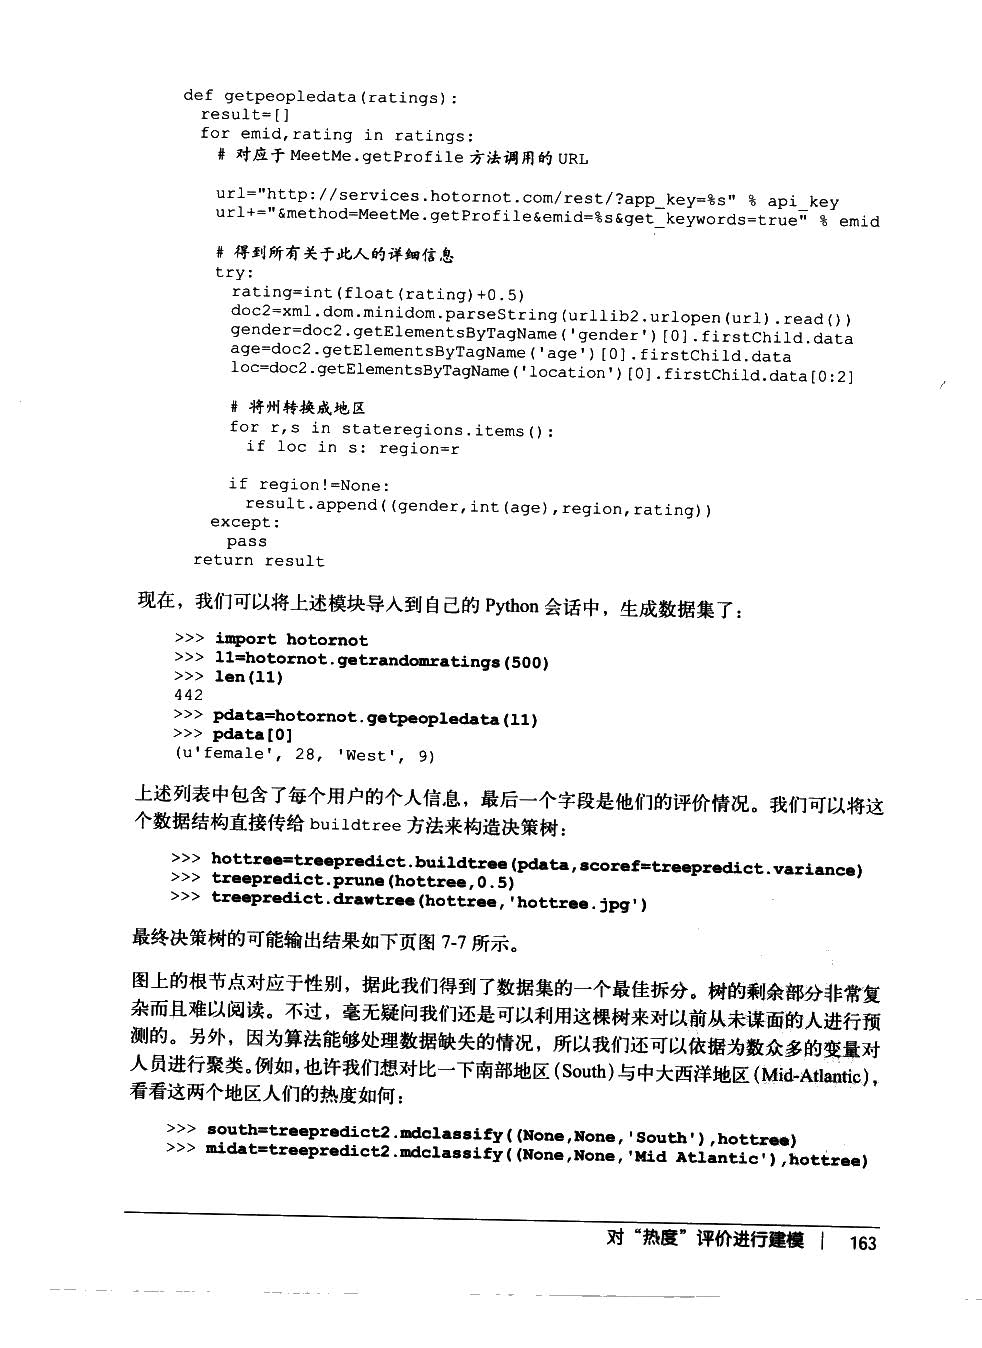 def getpeopledata(ratings):
  result=[]
  for emid,rating in ratings:
    # 对应于 MeetMe.getProfile 方法调用的 URL
    url="http://services.hotornot.com/rest/?app_key=%s" % api_key
    url+="&method=MeetMe.getProfile&emid=%s&get_keywords=true" % emid
    # 得到所有关于此人的详细信息
    try:
      rating=int(float(rating)+0.5)
      doc2=xml.dom.minidom.parseString(urllib2.urlopen(url).read())
      gender=doc2.getElementsByTagName('gender')[0].firstChild.data
      age=doc2.getElementsByTagName('age')[0].firstChild.data
      loc=doc2.getElementsByTagName('location')[0].firstChild.data[0:2]
      # 将州转换成地区
      for r,s in stateregions.items():
        if loc in s: region=r
      if region!=None:
        result.append((gender,int(age),region,rating))
    except:
      pass
  return result
现在，我们可以将上述模块导入到自己的 Python 会话中，生成数据集了：
>>> import hotornot
>>> l1=hotornot.getrandomratings(500)
>>> len(l1)
442
>>> pdata=hotornot.getpeopledata(l1)
>>> pdata[0]
(u'female', 28, 'West', 9)
上述列表中包含了每个用户的个人信息，最后一个字段是他们的评价情况。我们可以将这
个数据结构直接传给 buildtree 方法来构造决策树：
>>> hottree=treepredict.buildtree(pdata,scoref=treepredict.variance)
>>> treepredict.prune(hottree,0.5)
>>> treepredict.drawtree(hottree,'hottree.jpg')
最终决策树的可能输出结果如下页图 7-7 所示。
图上的根节点对应于性别，据此我们得到了数据集的一个最佳拆分。树的剩余部分非常复
杂而且难以阅读。不过，毫无疑问我们还是可以利用这棵树来对以前从未谋面的人进行预
测的。另外，因为算法能够处理数据缺失的情况，所以我们还可以依据为数众多的变量对
人员进行聚类。例如，也许我们想对比一下南部地区(South)与中大西洋地区(Mid-Atlantic)，
看看这两个地区人们的热度如何：
>>> south=treepredict2.mdclassify((None,None,'South'),hottree)
>>> midat=treepredict2.mdclassify((None,None,'Mid Atlantic'),hottree)
对“热度”评价进行建模 | 163